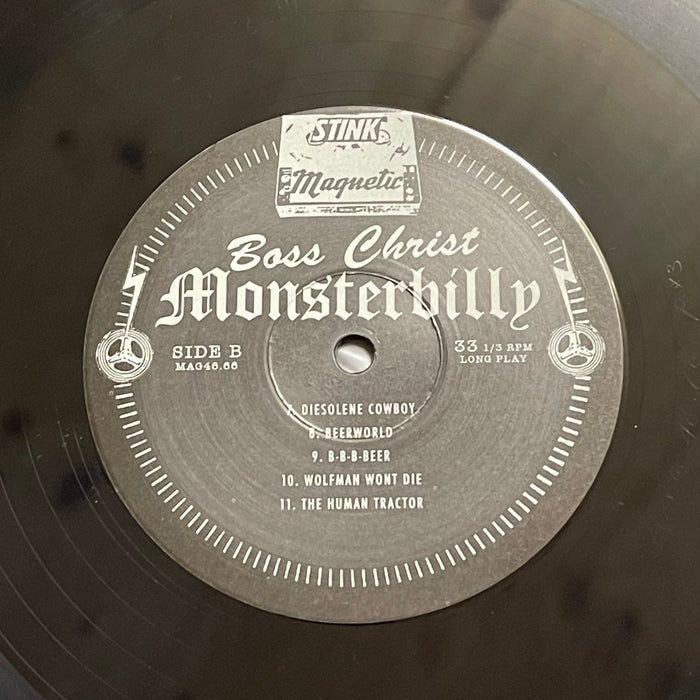 STINK
Magnetic
Boss Christ
Monsterbilly
SIDE B
MAG46.66
33 1/3 RPM
LONG PLAY
7. DIESOLENE COWBOY
8. BEERWORLD
9. B-B-B-BEER
10. WOLFMAN WONT DIE
11. THE HUMAN TRACTOR